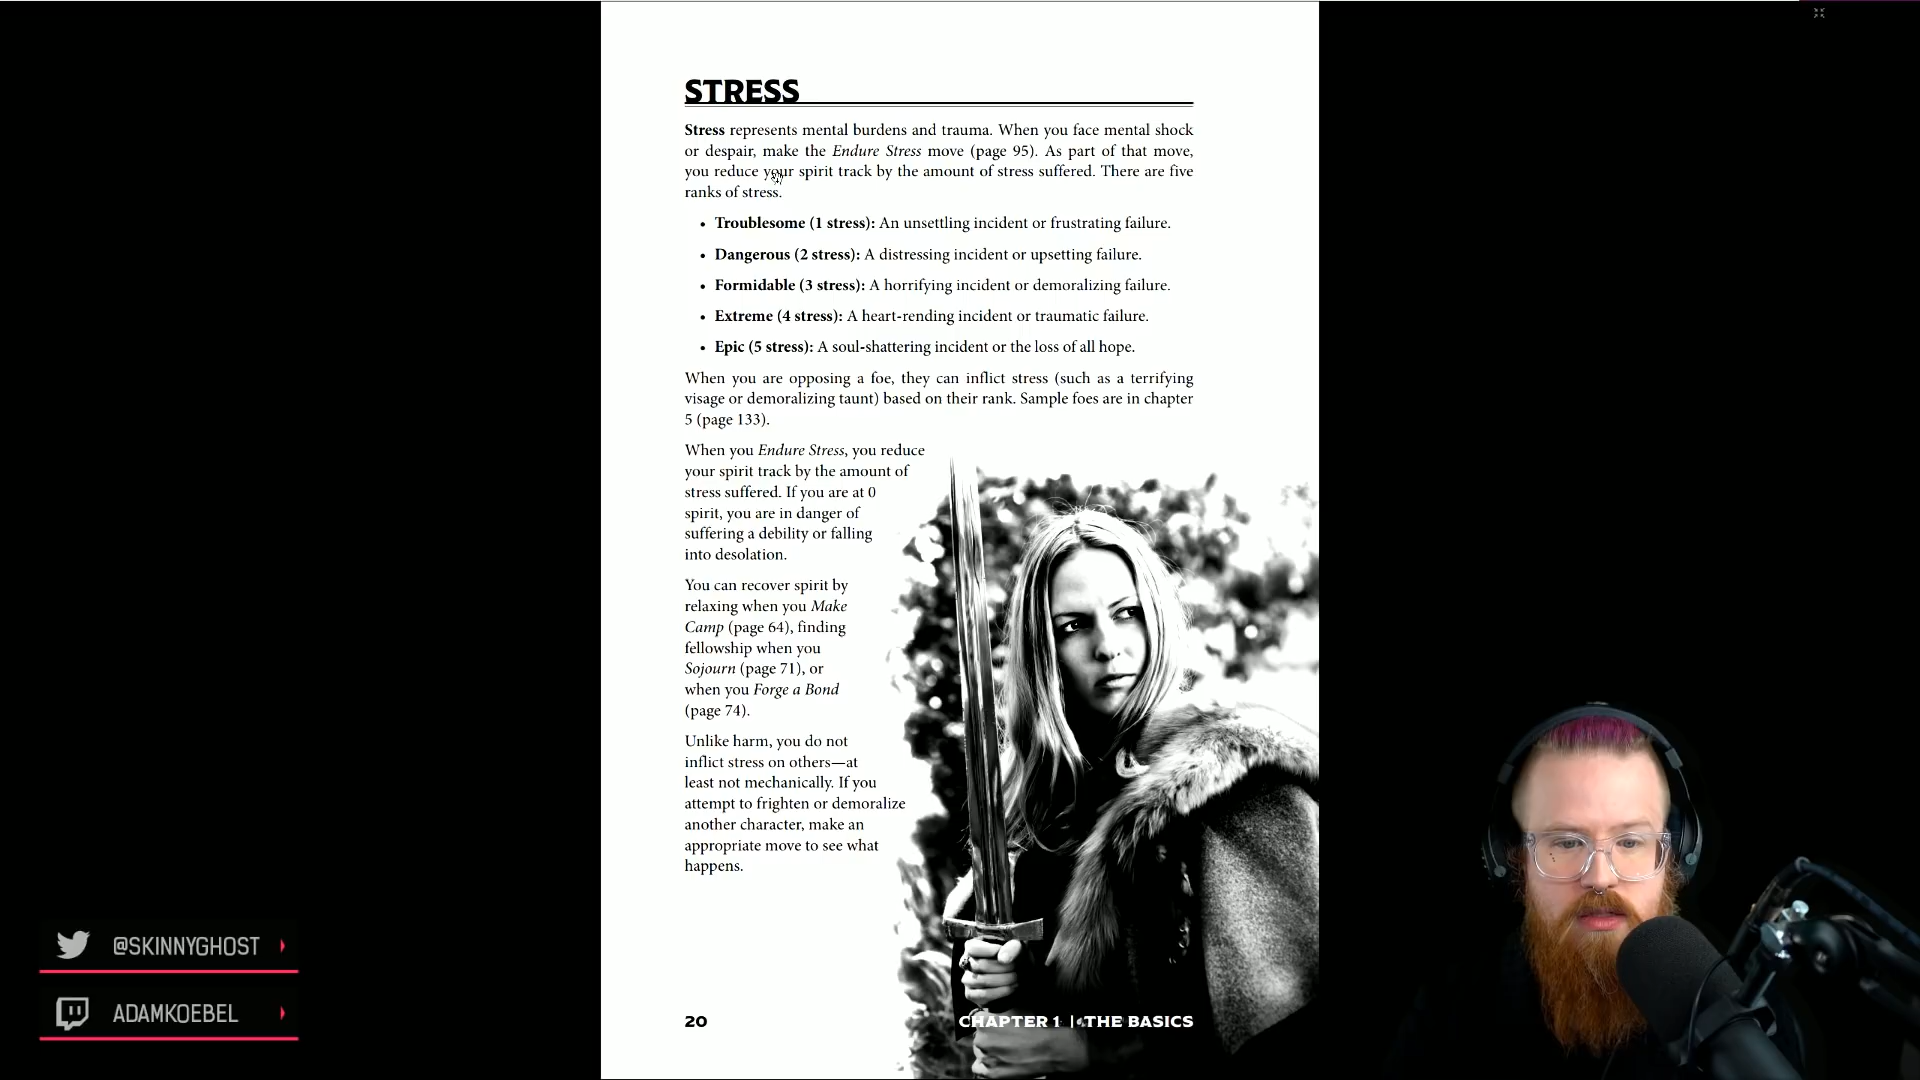 STRESS
Stress represents mental burdens and trauma. When you face mental shock
or despair, make the Endure Stress move (page 95). As part of that move,
you reduce your spirit track by the amount of stress suffered. There are five
ranks of stress.
• Troublesome (1 stress): An unsettling incident or frustrating failure.
• Dangerous (2 stress): A distressing incident or upsetting failure.
• Formidable (3 stress): A horrifying incident or demoralizing failure.
• Extreme (4 stress): A heart-rending incident or traumatic failure.
• Epic (5 stress): A soul-shattering incident or the loss of all hope.
When you are opposing a foe, they can inflict stress (such as a terrifying
visage or demoralizing taunt) based on their rank. Sample foes are in chapter
5 (page 133).
When you Endure Stress, you reduce
your spirit track by the amount of
stress suffered. If you are at 0
spirit, you are in danger of
suffering a debility or falling
into desolation.
You can recover spirit by
relaxing when you Make
Camp (page 64), finding
fellowship when you
Sojourn (page 71), or
when you Forge a Bond
(page 74).
Unlike harm, you do not
inflict stress on others—at
least not mechanically. If you
attempt to frighten or demoralize
another character, make an
appropriate move to see what
happens.
20
CHAPTER 1 | THE BASICS
@SKINNYGHOST
ADAMKOEBEL